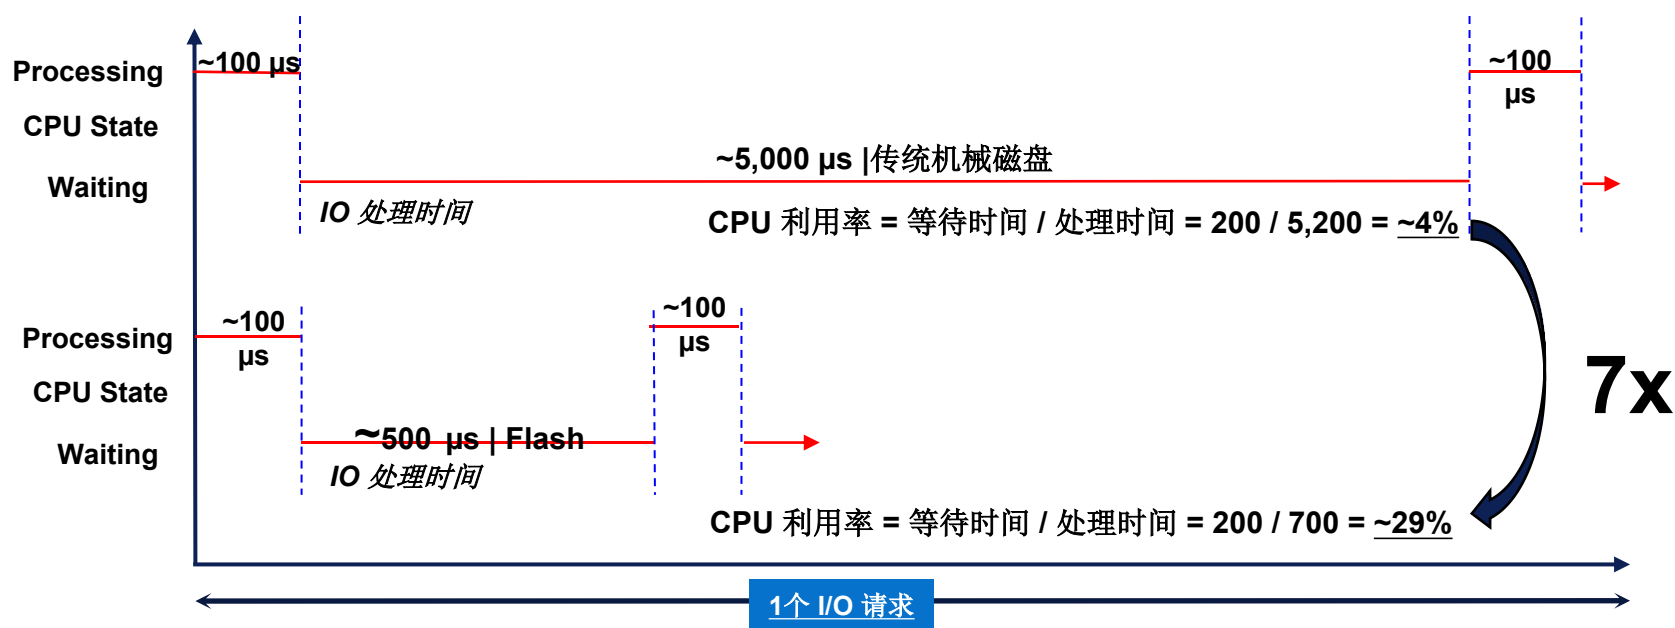 Processing
~100 µs
~100
µs
CPU State
~5,000 µs |传统机械磁盘
Waiting
IO 处理时间
CPU 利用率 = 等待时间 / 处理时间 = 200 / 5,200 = ~4%
~100
µs
~100
µs
Processing
CPU State
7x
~500 µs | Flash
Waiting
IO 处理时间
CPU 利用率 = 等待时间 / 处理时间 = 200 / 700 = ~29%
1个 I/O 请求